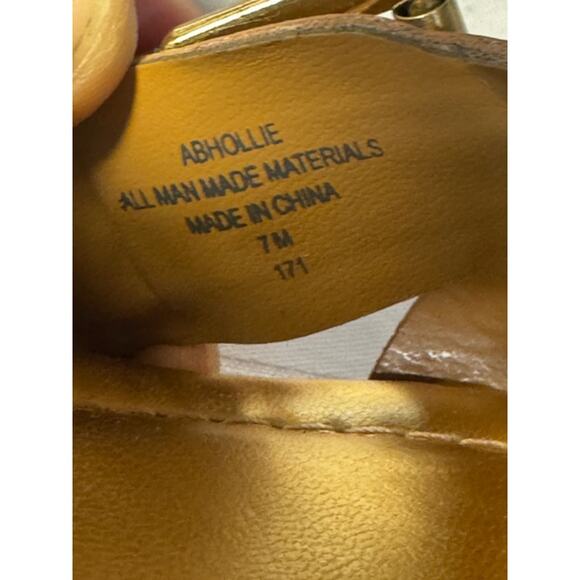 ABHOLLIE
ALL MAN MADE MATERIALS
MADE IN CHINA
7 M
171